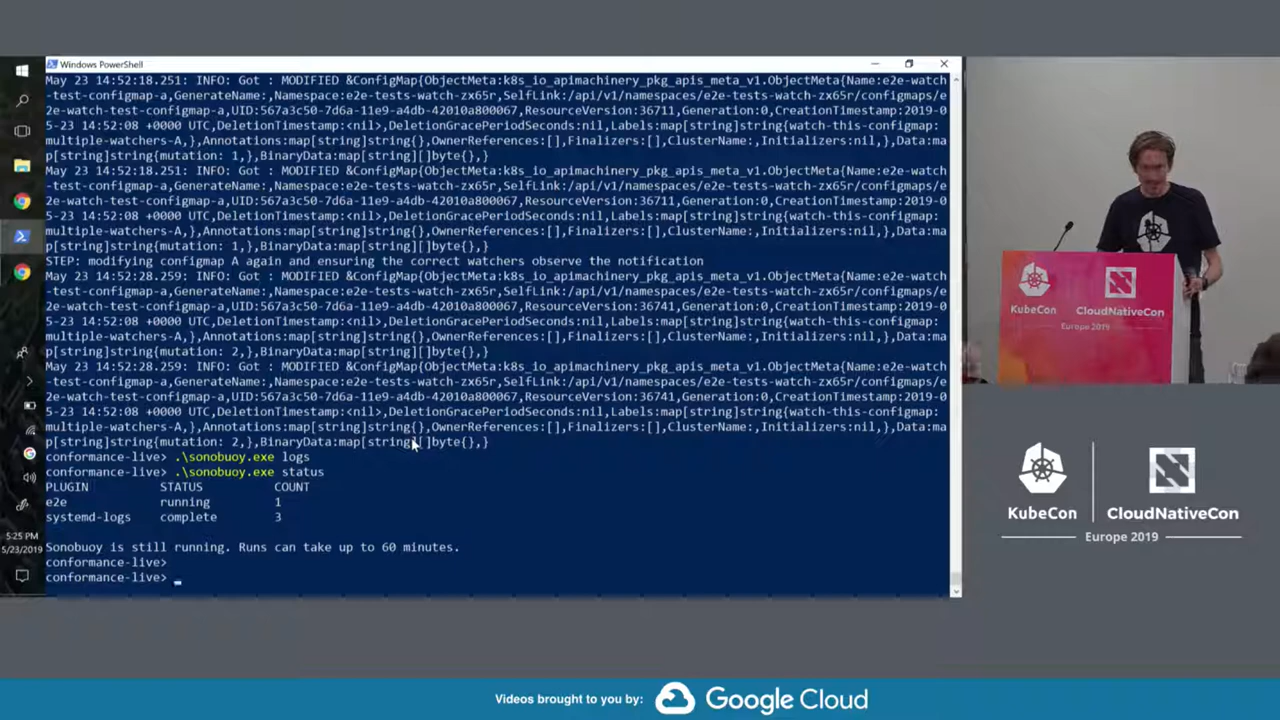 Windows PowerShell
May 23 14:52:18.251: INFO: Got : MODIFIED &ConfigMap{ObjectMeta:k8s_io_apimachinery_pkg_apis_meta_v1.ObjectMeta{Name:e2e-watch
-test-configmap-a,GenerateName:,Namespace:e2e-tests-watch-zx65r,SelfLink:/api/v1/namespaces/e2e-tests-watch-zx65r/configmaps/e
2e-watch-test-configmap-a,UID:567a3c50-7d6a-11e9-a4db-42010a800067,ResourceVersion:36711,Generation:0,CreationTimestamp:2019-0
5-23 14:52:08 +0000 UTC,DeletionTimestamp:<nil>,DeletionGracePeriodSeconds:nil,Labels:map[string]string{watch-this-configmap:
multiple-watchers-A,},Annotations:map[string]string{},OwnerReferences:[],Finalizers:[],ClusterName:,Initializers:nil,},Data:ma
p[string]string{mutation: 1,},BinaryData:map[string][]byte{},}
May 23 14:52:18.251: INFO: Got : MODIFIED &ConfigMap{ObjectMeta:k8s_io_apimachinery_pkg_apis_meta_v1.ObjectMeta{Name:e2e-watch
-test-configmap-a,GenerateName:,Namespace:e2e-tests-watch-zx65r,SelfLink:/api/v1/namespaces/e2e-tests-watch-zx65r/configmaps/e
2e-watch-test-configmap-a,UID:567a3c50-7d6a-11e9-a4db-42010a800067,ResourceVersion:36711,Generation:0,CreationTimestamp:2019-0
5-23 14:52:08 +0000 UTC,DeletionTimestamp:<nil>,DeletionGracePeriodSeconds:nil,Labels:map[string]string{watch-this-configmap:
multiple-watchers-A,},Annotations:map[string]string{},OwnerReferences:[],Finalizers:[],ClusterName:,Initializers:nil,},Data:ma
p[string]string{mutation: 1,},BinaryData:map[string][]byte{},}
STEP: modifying configmap A again and ensuring the correct watchers observe the notification
May 23 14:52:28.259: INFO: Got : MODIFIED &ConfigMap{ObjectMeta:k8s_io_apimachinery_pkg_apis_meta_v1.ObjectMeta{Name:e2e-watch
-test-configmap-a,GenerateName:,Namespace:e2e-tests-watch-zx65r,SelfLink:/api/v1/namespaces/e2e-tests-watch-zx65r/configmaps/e
2e-watch-test-configmap-a,UID:567a3c50-7d6a-11e9-a4db-42010a800067,ResourceVersion:36741,Generation:0,CreationTimestamp:2019-0
5-23 14:52:08 +0000 UTC,DeletionTimestamp:<nil>,DeletionGracePeriodSeconds:nil,Labels:map[string]string{watch-this-configmap:
multiple-watchers-A,},Annotations:map[string]string{},OwnerReferences:[],Finalizers:[],ClusterName:,Initializers:nil,},Data:ma
p[string]string{mutation: 2,},BinaryData:map[string][]byte{},}
May 23 14:52:28.259: INFO: Got : MODIFIED &ConfigMap{ObjectMeta:k8s_io_apimachinery_pkg_apis_meta_v1.ObjectMeta{Name:e2e-watch
-test-configmap-a,GenerateName:,Namespace:e2e-tests-watch-zx65r,SelfLink:/api/v1/namespaces/e2e-tests-watch-zx65r/configmaps/e
2e-watch-test-configmap-a,UID:567a3c50-7d6a-11e9-a4db-42010a800067,ResourceVersion:36741,Generation:0,CreationTimestamp:2019-0
5-23 14:52:08 +0000 UTC,DeletionTimestamp:<nil>,DeletionGracePeriodSeconds:nil,Labels:map[string]string{watch-this-configmap:
multiple-watchers-A,},Annotations:map[string]string{},OwnerReferences:[],Finalizers:[],ClusterName:,Initializers:nil,},Data:ma
p[string]string{mutation: 2,},BinaryData:map[string][]byte{},}
conformance-live> .\sonobuoy.exe logs
conformance-live> .\sonobuoy.exe status
PLUGIN STATUS COUNT
e2e running 1
systemd-logs complete 3
Sonobuoy is still running. Runs can take up to 60 minutes.
conformance-live>
conformance-live> _
5:25 PM
5/23/2019
KubeCon CloudNativeCon
Europe 2019
KubeCon CloudNativeCon
Europe 2019
Videos brought to you by: Google Cloud